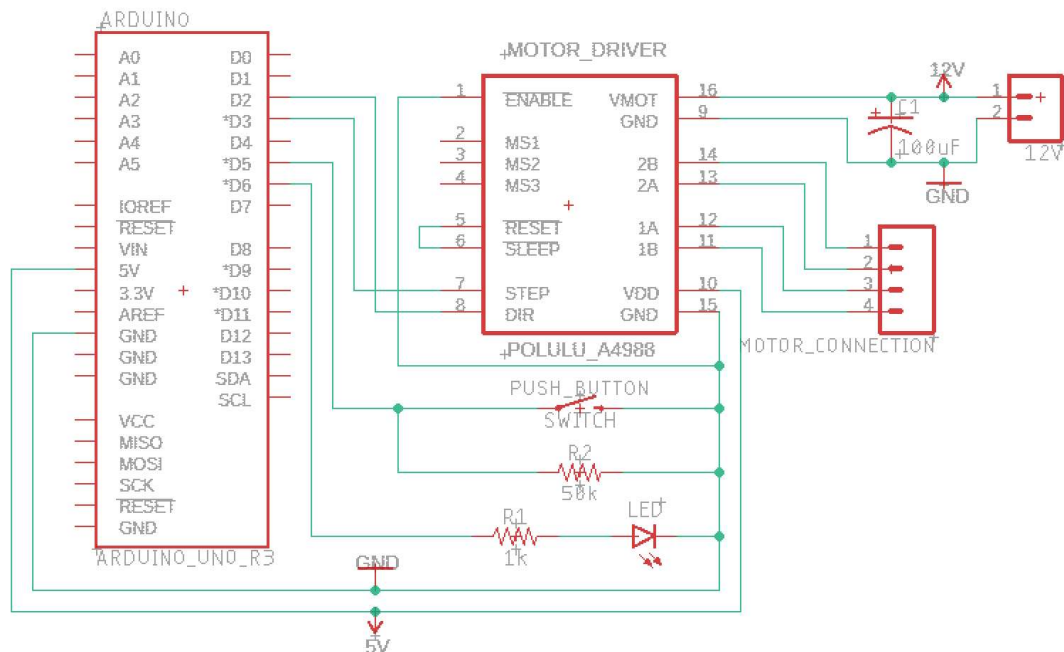 ARDUINO
A0
A1
A2
A3
A4
A5
IOREF
RESET
VIN
5V
3.3V
AREF
GND
GND
GND
VCC
MISO
MOSI
SCK
RESET
GND
D0
D1
D2
*D3
D4
*D5
*D6
D7
D8
*D9
*D10
*D11
D12
D13
SDA
SCL
ARDUINO_UNO_R3
MOTOR_DRIVER
1 ENABLE
2 MS1
3 MS2
4 MS3
5 RESET
6 SLEEP
7 STEP
8 DIR
VMOT 16
GND 9
2B 14
2A 13
1A 12
1B 11
VDD 10
GND 15
POLULU_A4988
12V
+
C1
100uF
GND
1 +
2
12V
1
2
3
4
MOTOR_CONNECTION
PUSH_BUTTON
SWITCH
R2
50k
R1
1k
LED
GND
5V